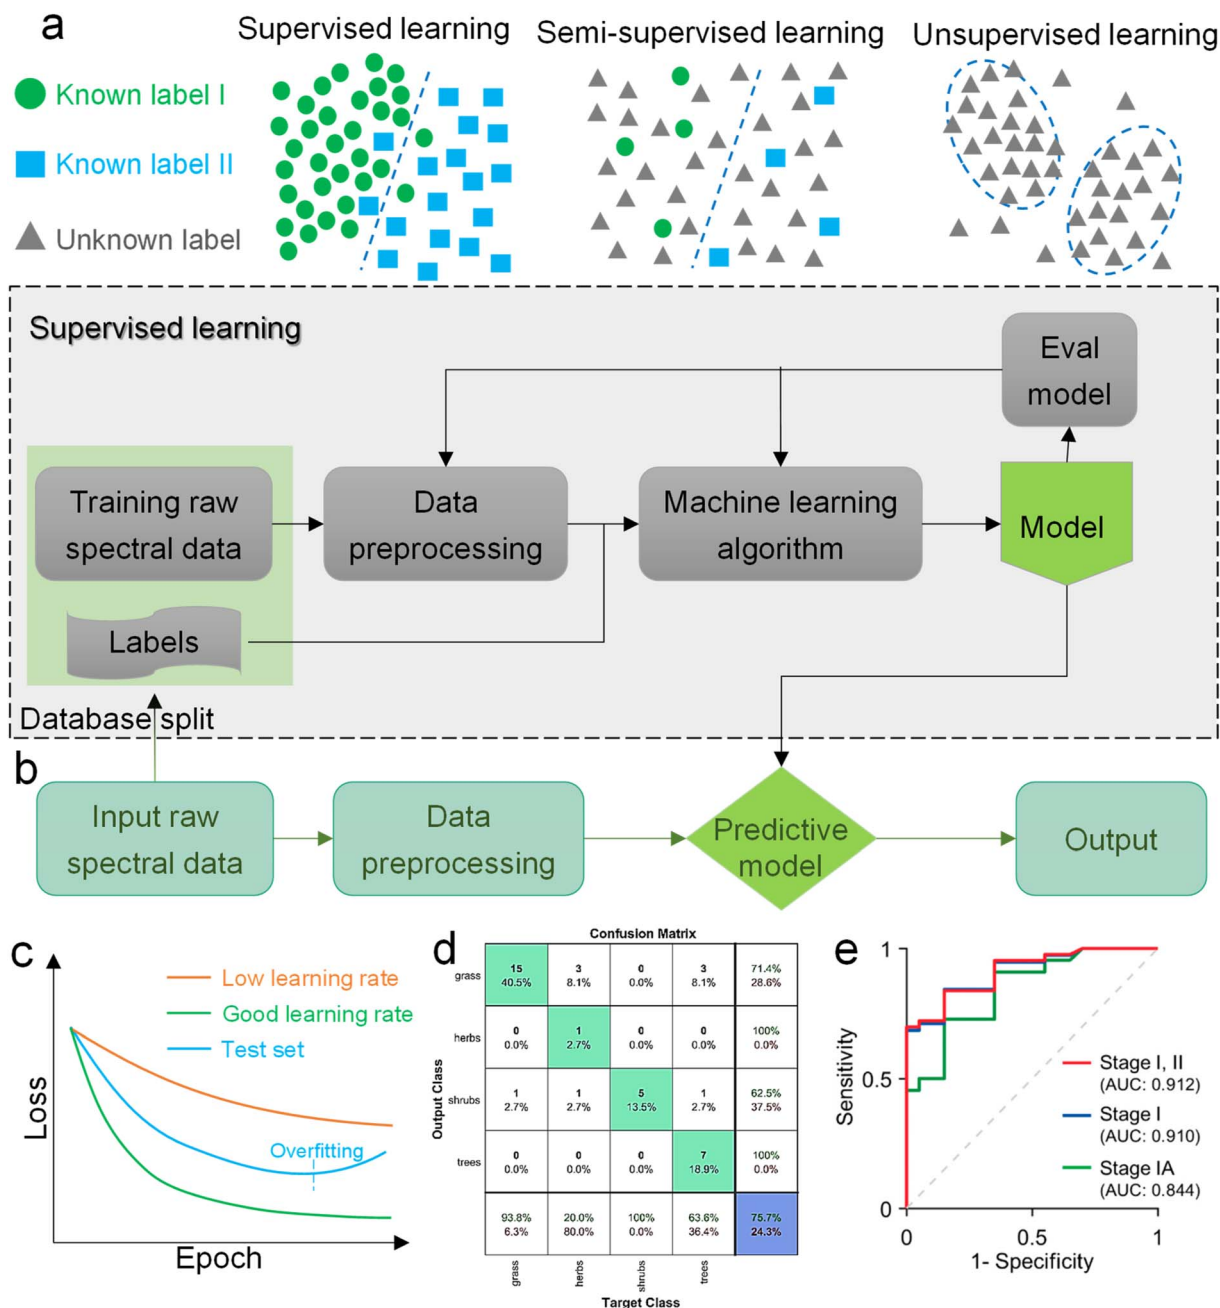 a
Supervised learning
Semi-supervised learning
Unsupervised learning
Known label I
Known label II
Unknown label
Supervised learning
Eval
model
Training raw
spectral data
Data
preprocessing
Machine learning
algorithm
Model
Labels
Database split
b
Input raw
spectral data
Data
preprocessing
Predictive
model
Output
c
Low learning rate
Good learning rate
Test set
Overfitting
Loss
Epoch
d
Confusion Matrix
grass
15 3 0 3 71.4%
40.5% 8.1% 0.0% 8.1% 28.6%
herbs
0 1 0 0 100%
0.0% 2.7% 0.0% 0.0% 0.0%
shrubs
1 1 5 1 62.5%
2.7% 2.7% 13.5% 2.7% 37.5%
trees
0 0 0 7 100%
0.0% 0.0% 0.0% 18.9% 0.0%
93.8% 20.0% 100% 63.6% 75.7%
6.3% 80.0% 0.0% 36.4% 24.3%
Output Class
grass herbs shrubs trees
Target Class
e
1
0.5
0
Sensitivity
Stage I, II
(AUC: 0.912)
Stage I
(AUC: 0.910)
Stage IA
(AUC: 0.844)
0 0.5 1
1- Specificity